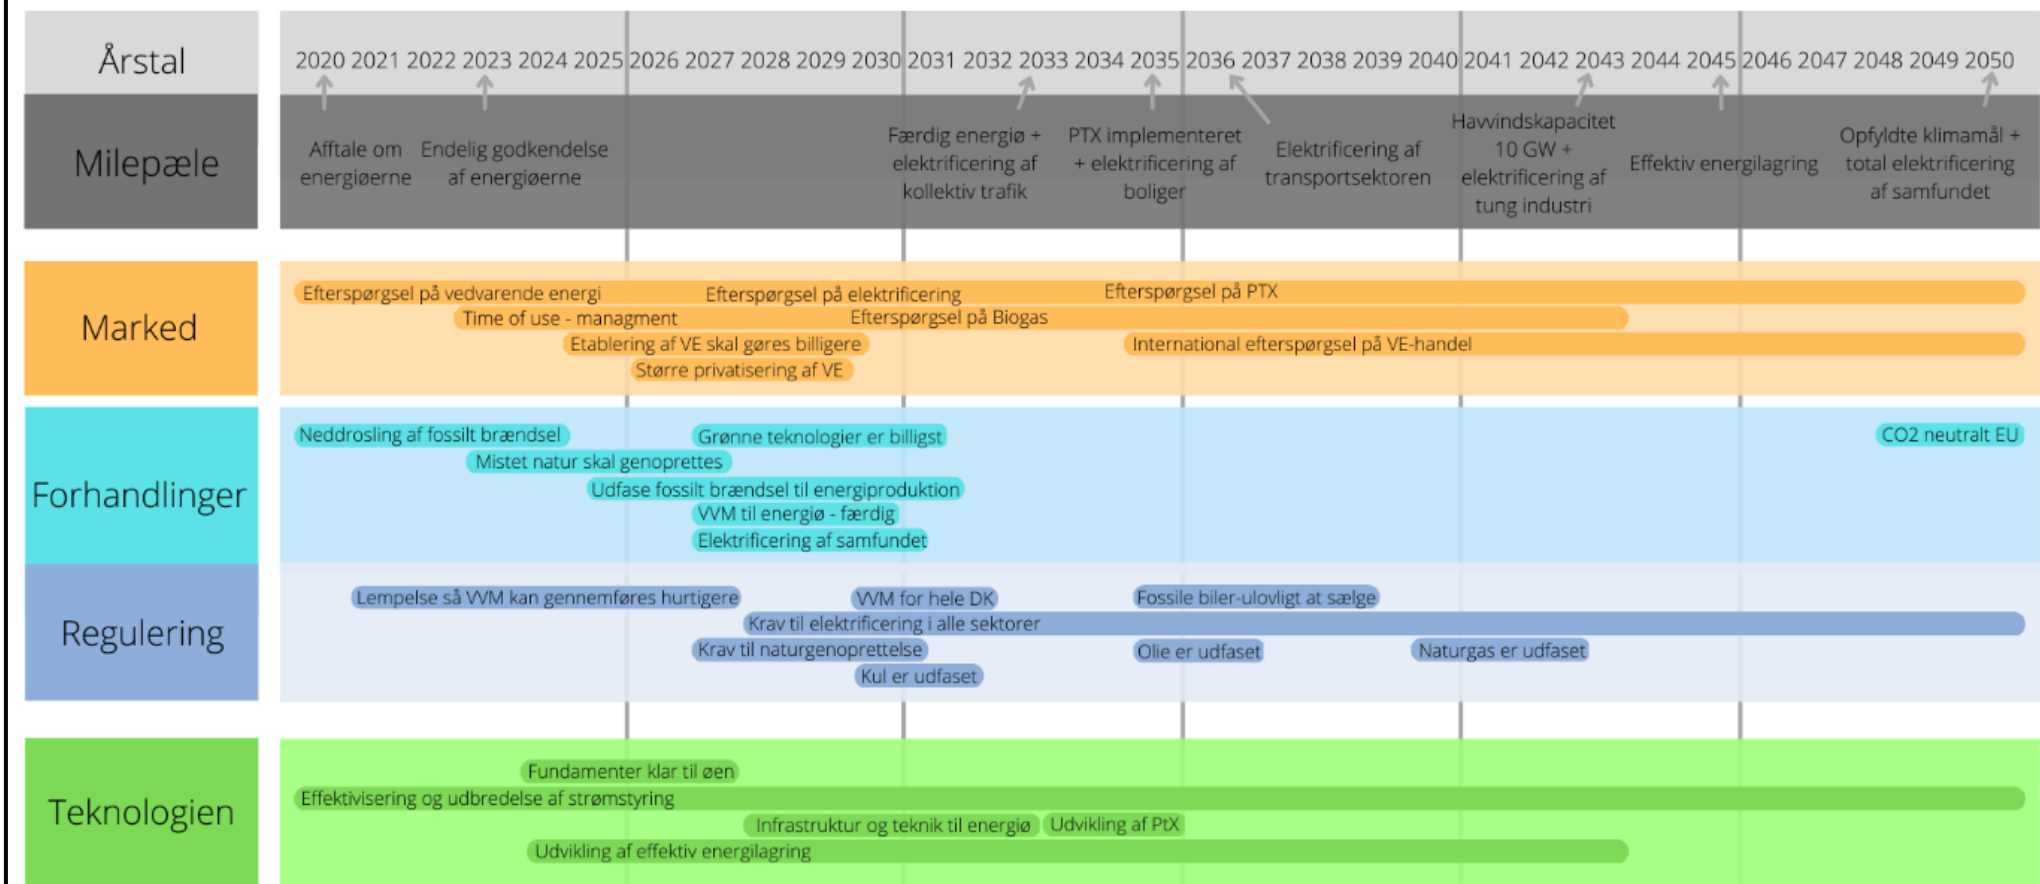 Årstal
2020 2021 2022 2023 2024 2025 2026 2027 2028 2029 2030 2031 2032 2033 2034 2035 2036 2037 2038 2039 2040 2041 2042 2043 2044 2045 2046 2047 2048 2049 2050
Milepæle
Afftale om
energiøerne
Endelig godkendelse
af energiøerne
Færdig energiø +
elektrificering af
kollektiv trafik
PTX implementeret
+ elektrificering af
boliger
Elektrificering af
transportsektoren
Havvindskapacitet
10 GW +
elektrificering af
tung industri
Effektiv energilagring
Opfyldte klimamål +
total elektrificering
af samfundet
Marked
Efterspørgsel på vedvarende energi
Efterspørgsel på elektrificering
Efterspørgsel på PTX
Time of use - managment
Efterspørgsel på Biogas
Etablering af VE skal gøres billigere
International efterspørgsel på VE-handel
Større privatisering af VE
Forhandlinger
Neddrosling af fossilt brændsel
Grønne teknologier er billigst
CO2 neutralt EU
Mistet natur skal genoprettes
Udfase fossilt brændsel til energiproduktion
VVM til energiø - færdig
Elektrificering af samfundet
Regulering
Lempelse så VVM kan gennemføres hurtigere
VVM for hele DK
Fossile biler-ulovligt at sælge
Krav til elektrificering i alle sektorer
Krav til naturgenoprettelse
Olie er udfaset
Naturgas er udfaset
Kul er udfaset
Teknologien
Fundamenter klar til øen
Effektivisering og udbredelse af strømstyring
Infrastruktur og teknik til energiø
Udvikling af PtX
Udvikling af effektiv energilagring